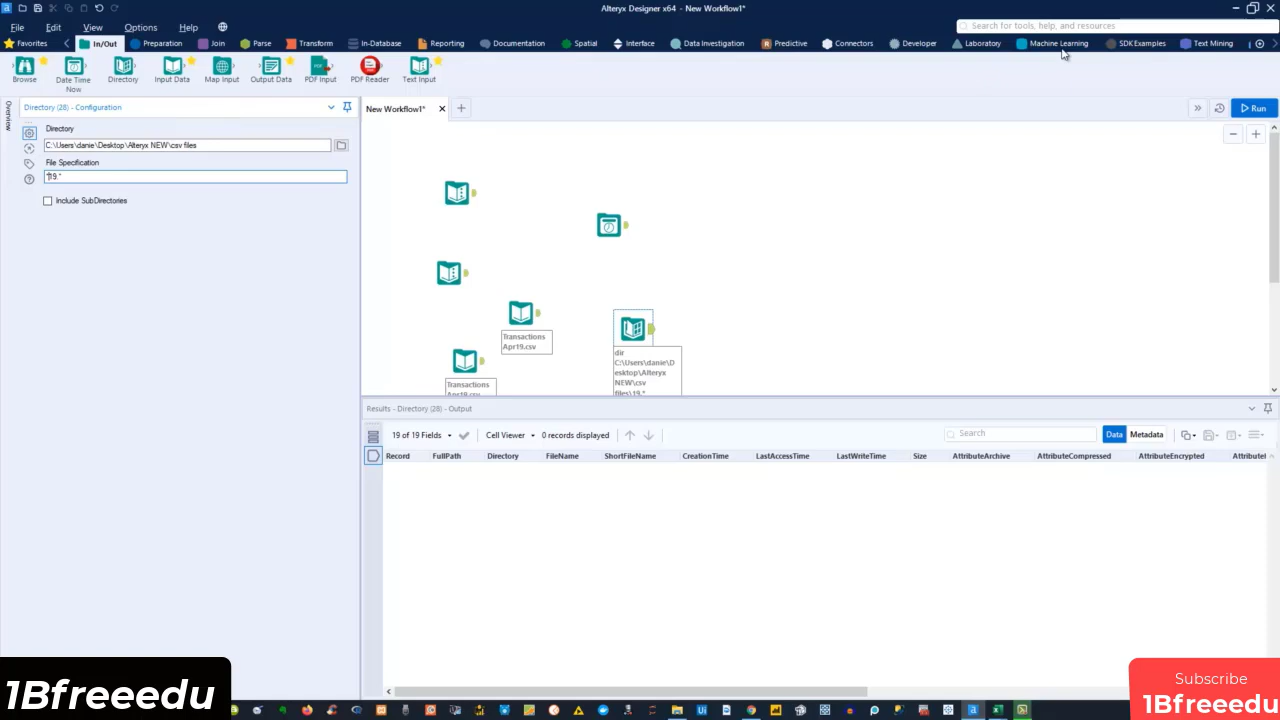 Alteryx Designer x64 - New Workflow1*
File Edit View Options Help
Search for tools, help, and resources
Favorites In/Out Preparation Join Parse Transform In-Database Reporting Documentation Spatial Interface Data Investigation Predictive Connectors Developer Laboratory Machine Learning SDK Examples Text Mining
Browse Date Time Now Directory Input Data Map Input Output Data PDF Input PDF Reader Text Input
Overview
Directory (28) - Configuration
Directory
C:\Users\danie\Desktop\Alteryx NEW\csv files
File Specification
*19.*
Include SubDirectories
New Workflow1*
Run
Transactions
Apr19.csv
Transactions
Apr19.csv
dir
C:\Users\danie\D
esktop\Alteryx
NEW\csv
files\19.*
Results - Directory (28) - Output
19 of 19 Fields Cell Viewer 0 records displayed Search Data Metadata
Record FullPath Directory FileName ShortFileName CreationTime LastAccessTime LastWriteTime Size AttributeArchive AttributeCompressed AttributeEncrypted
1Bfreeedu
Subscribe
1Bfreeedu